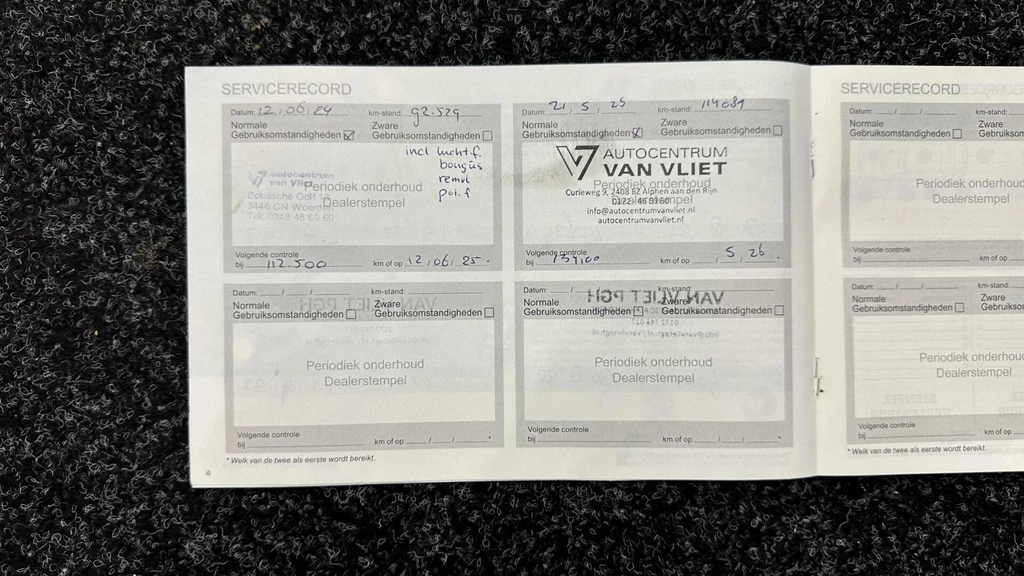 SERVICERECORD
Datum: 12 / 06 / 24 km-stand: 92.529
Normale Gebruiksomstandigheden
Zware Gebruiksomstandigheden
incl lucht.f.
bougies
remvl
pol.f
autocentrum
van Vliet
3446 CN Woerden
Tel: 0348 48 60 60
Periodiek onderhoud
Dealerstempel
Volgende controle
bij 112.500 km of op 12 / 06 / 25 *
Datum: 21 / 5 / 25 km-stand: 114081
Normale Gebruiksomstandigheden
Zware Gebruiksomstandigheden
AUTOCENTRUM
VAN VLIET
Periodiek onderhoud
Curieweg 9, 2408 BZ Alphen aan den Rijn
Dealerstempel
info@autocentrumvanvliet.nl
autocentrumvanvliet.nl
Volgende controle
bij km of op / 5 / 26 *
Datum: / / km-stand:
Normale Gebruiksomstandigheden
Zware Gebruiksomstandigheden
Periodiek onderhoud
Dealerstempel
Volgende controle
bij km of op / / *
Datum: / / km-stand:
Normale Gebruiksomstandigheden
Zware Gebruiksomstandigheden
VAN VLIET PGH
Periodiek onderhoud
Dealerstempel
Volgende controle
bij km of op / / *
* Welk van de twee als eerste wordt bereikt.
4
SERVICERECORD
Datum: / / km-stand:
Normale Gebruiksomstandigheden
Zware
Periodiek
Dealerstempel
Volgende controle
bij km of op
Datum: / / km-stand:
Normale Gebruiksomstandigheden
Zware
Periodiek
Dealerstempel
Volgende controle
bij km of op
* Welk van de twee als eerste wordt bereikt.